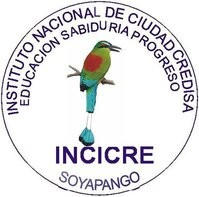 INSTITUTO NACIONAL DE CIUDAD CREDISA
EDUCACION SABIDURIA PROGRESO
INCICRE
SOYAPANGO